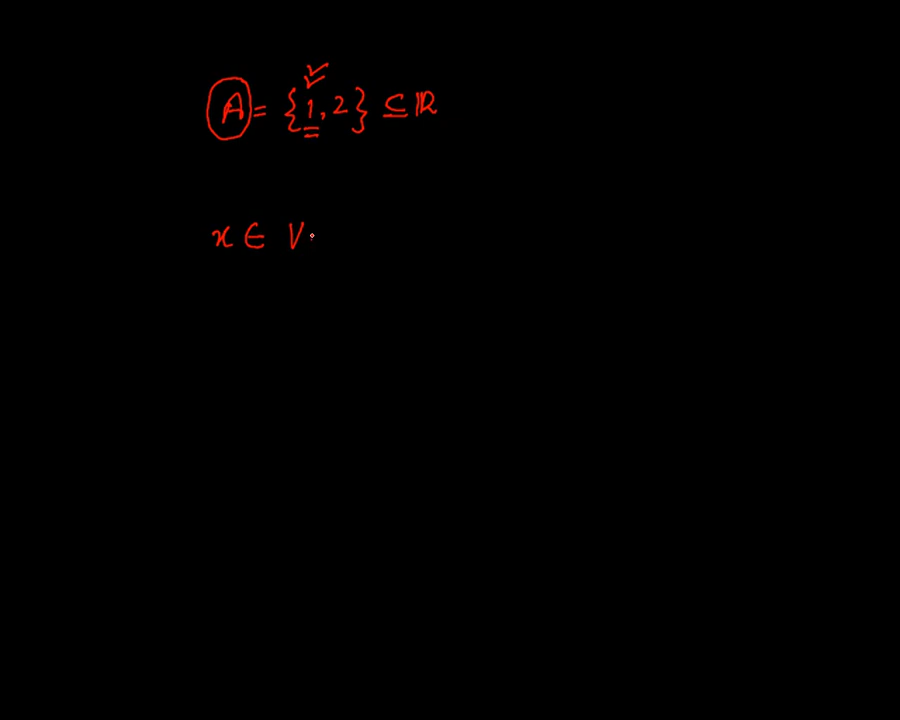 A = {1, 2} ⊆ ℝ
x ∈ V